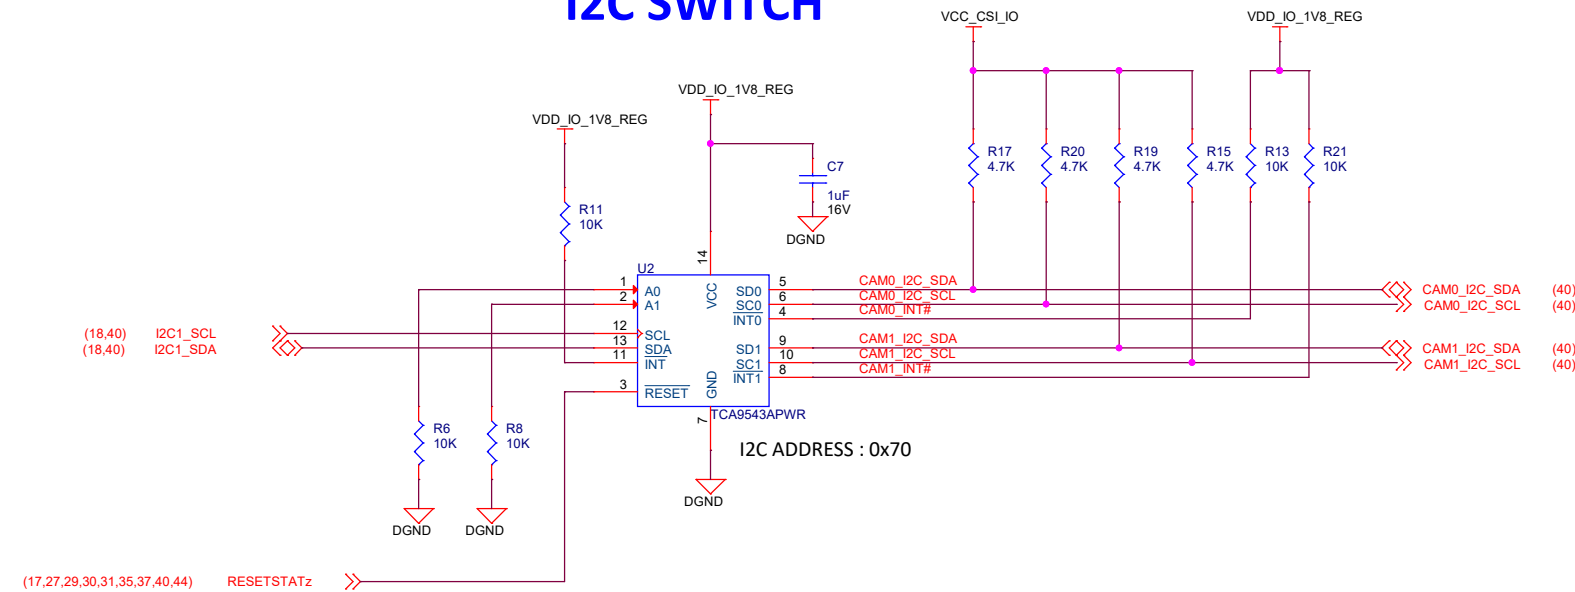 I2C SWITCH
VCC_CSI_IO
VDD_IO_1V8_REG
VDD_IO_1V8_REG
VDD_IO_1V8_REG
R17
4.7K
R20
4.7K
R19
4.7K
R15
4.7K
R13
10K
R21
10K
C7
1uF
16V
DGND
R11
10K
U2
14
VCC
1
A0
2
A1
12
SCL
13
SDA
11
INT
3
RESET
GND
7
SD0
5
SC0
6
INT0
4
SD1
9
SC1
10
INT1
8
TCA9543APWR
CAM0_I2C_SDA
CAM0_I2C_SCL
CAM0_INT#
CAM1_I2C_SDA
CAM1_I2C_SCL
CAM1_INT#
CAM0_I2C_SDA (40)
CAM0_I2C_SCL (40)
CAM1_I2C_SDA (40)
CAM1_I2C_SCL (40)
(18,40) I2C1_SCL
(18,40) I2C1_SDA
R6
10K
R8
10K
I2C ADDRESS : 0x70
DGND
DGND
DGND
(17,27,29,30,31,35,37,40,44) RESETSTATz